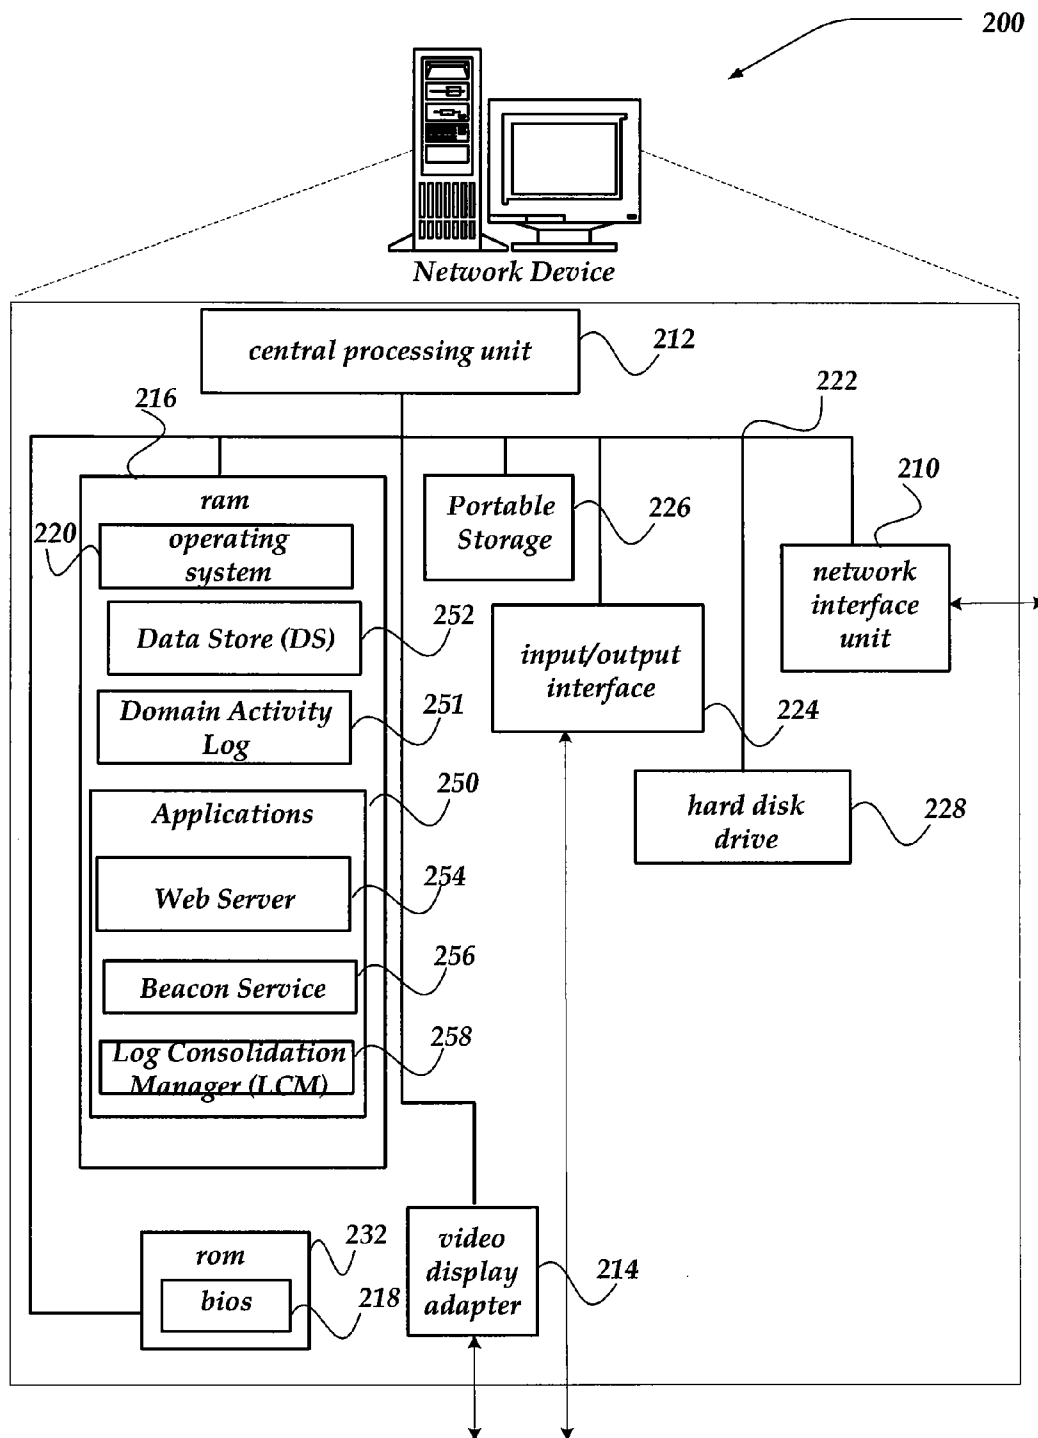 200
Network Device
central processing unit
212
216
222
ram
Portable
Storage
226
210
220
operating
system
network
interface
unit
Data Store (DS)
252
input/output
interface
224
Domain Activity
Log
251
Applications
250
hard disk
drive
228
Web Server
254
Beacon Service
256
Log Consolidation
Manager (LCM)
258
rom
232
bios
218
video
display
adapter
214